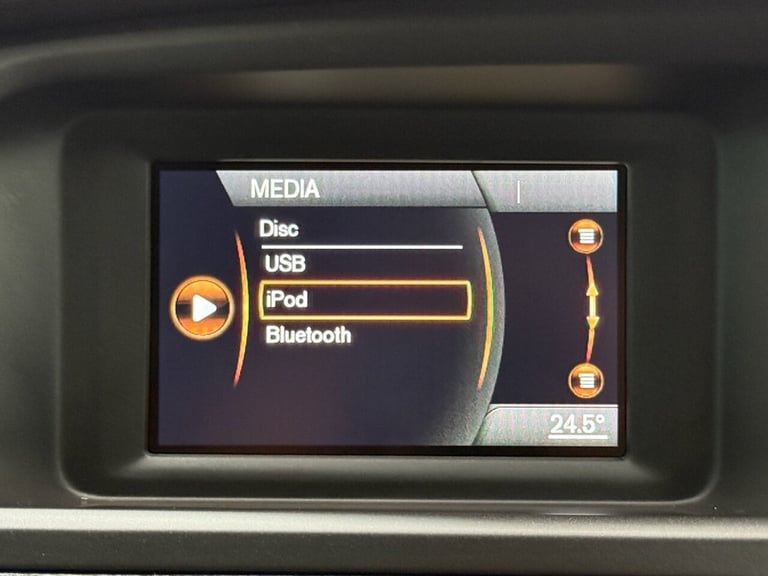 MEDIA
Disc
USB
iPod
Bluetooth
24.5°